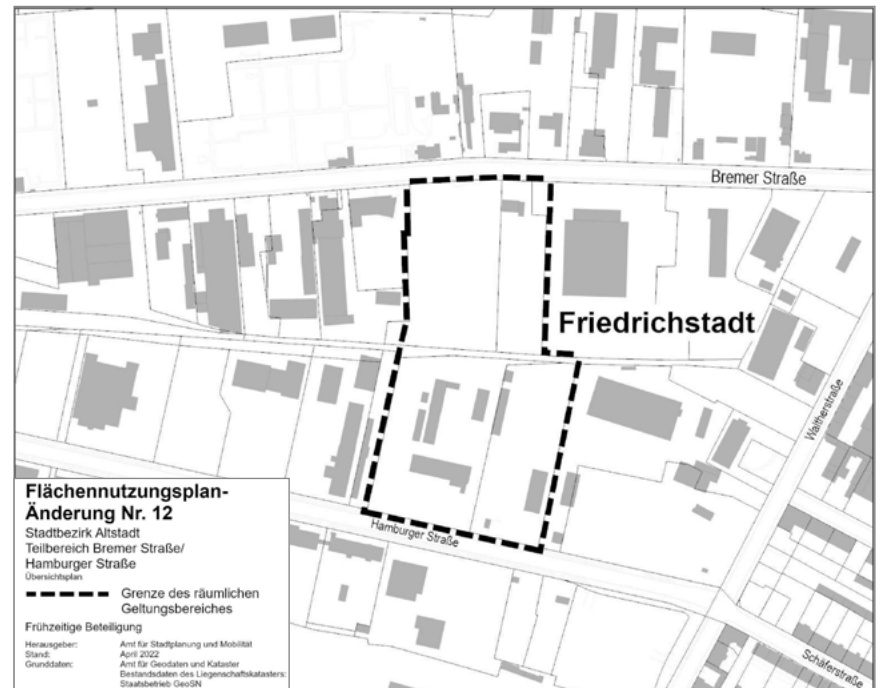 Bremer Straße
Friedrichstadt
Waltherstraße
Hamburger Straße
Schäferstraße
Flächennutzungsplan-
Änderung Nr. 12
Stadtbezirk Altstadt
Teilbereich Bremer Straße/
Hamburger Straße
Übersichtsplan
Grenze des räumlichen
Geltungsbereiches
Frühzeitige Beteiligung
Herausgeber: Amt für Stadtplanung und Mobilität
Stand: April 2022
Grunddaten: Amt für Geodaten und Kataster
Bestandsdaten des Liegenschaftskatasters:
Staatsbetrieb GeoSN